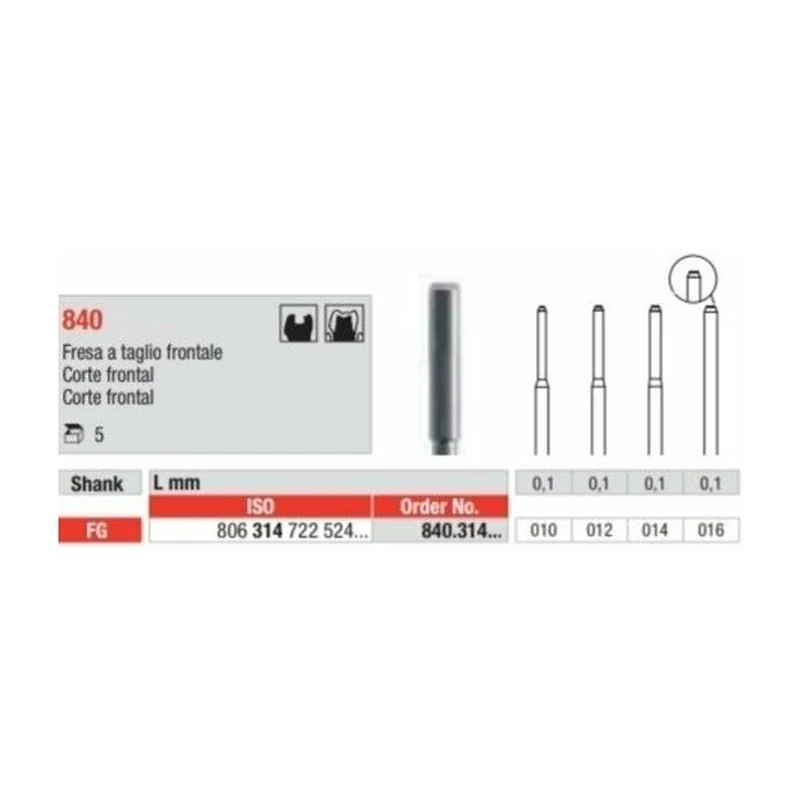 840
Fresa a taglio frontale
Corte frontal
Corte frontal
5
Shank L mm 0,1 0,1 0,1 0,1
ISO Order No.
FG 806 314 722 524... 840.314... 010 012 014 016